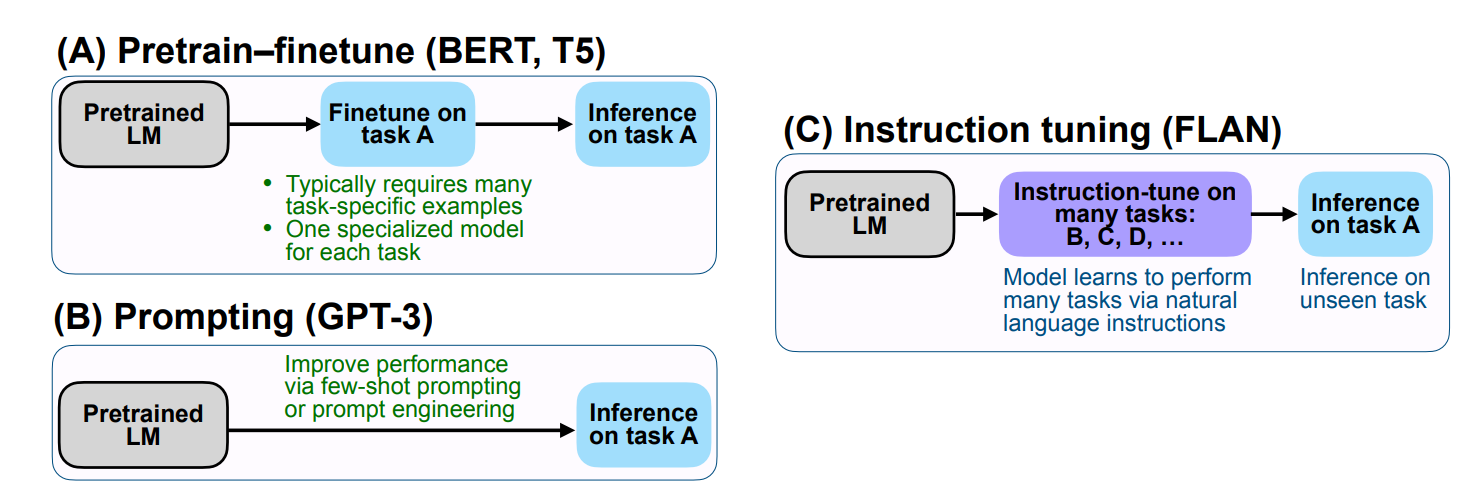 (A) Pretrain–finetune (BERT, T5)
Pretrained
LM
Finetune on
task A
Inference
on task A
• Typically requires many
task-specific examples
• One specialized model
for each task
(B) Prompting (GPT-3)
Pretrained
LM
Improve performance
via few-shot prompting
or prompt engineering
Inference
on task A
(C) Instruction tuning (FLAN)
Pretrained
LM
Instruction-tune on
many tasks:
B, C, D, …
Inference
on task A
Model learns to perform
many tasks via natural
language instructions
Inference on
unseen task